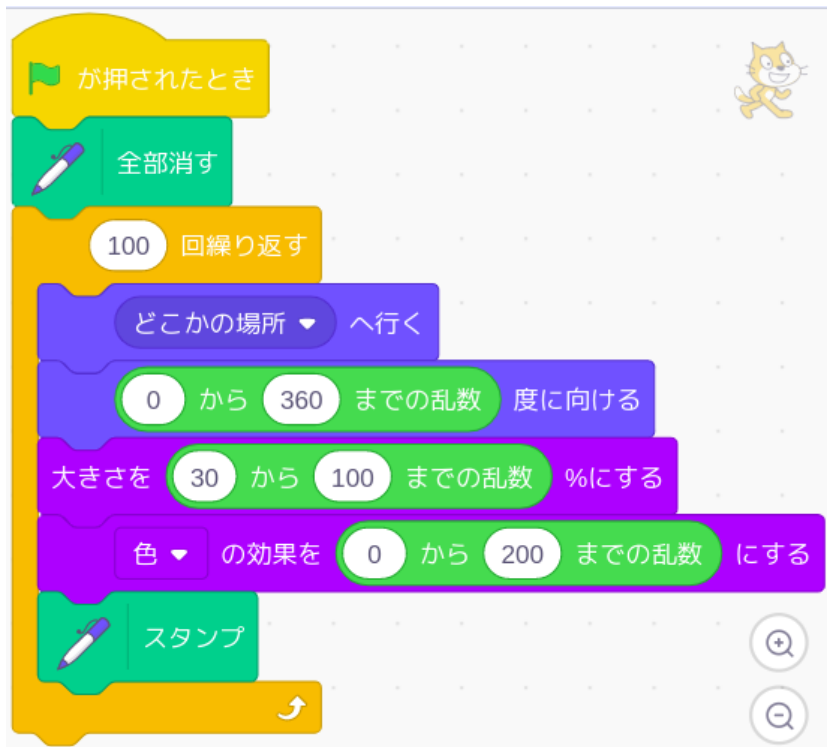 が押されたとき
全部消す
100 回繰り返す
どこかの場所 へ行く
0 から 360 までの乱数 度に向ける
大きさを 30 から 100 までの乱数 %にする
色 の効果を 0 から 200 までの乱数 にする
スタンプ